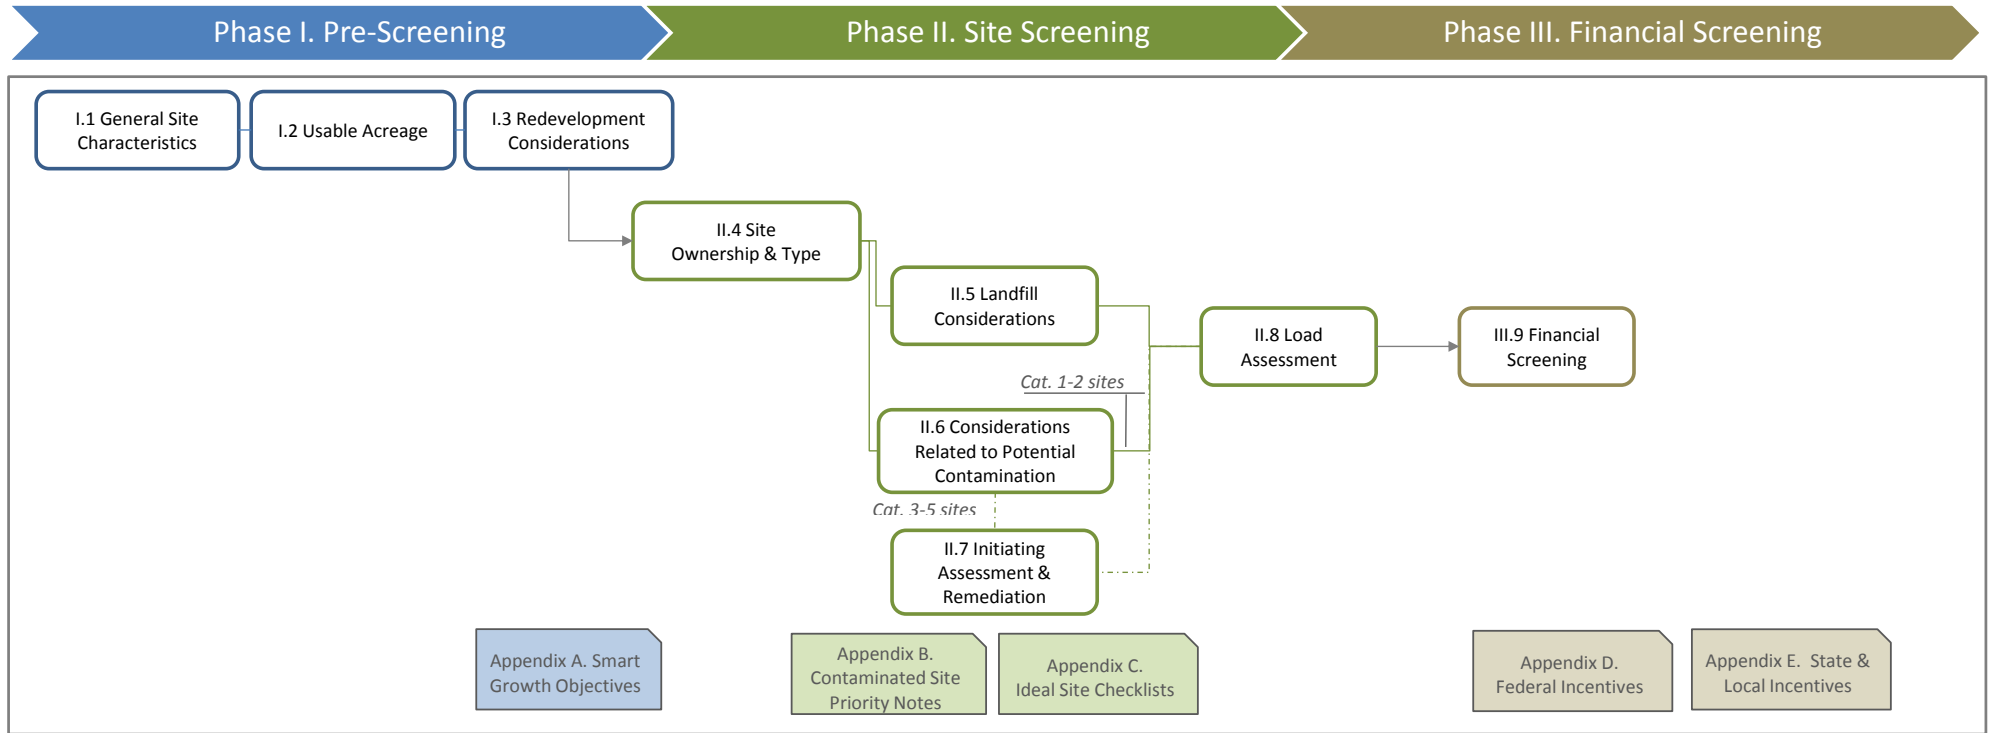 Phase I. Pre-Screening
Phase II. Site Screening
Phase III. Financial Screening
I.1 General Site
Characteristics
I.2 Usable Acreage
I.3 Redevelopment
Considerations
II.4 Site
Ownership & Type
II.5 Landfill
Considerations
II.8 Load
Assessment
III.9 Financial
Screening
Cat. 1-2 sites
II.6 Considerations
Related to Potential
Contamination
Cat. 3-5 sites
II.7 Initiating
Assessment &
Remediation
Appendix A. Smart
Growth Objectives
Appendix B.
Contaminated Site
Priority Notes
Appendix C.
Ideal Site Checklists
Appendix D.
Federal Incentives
Appendix E. State &
Local Incentives